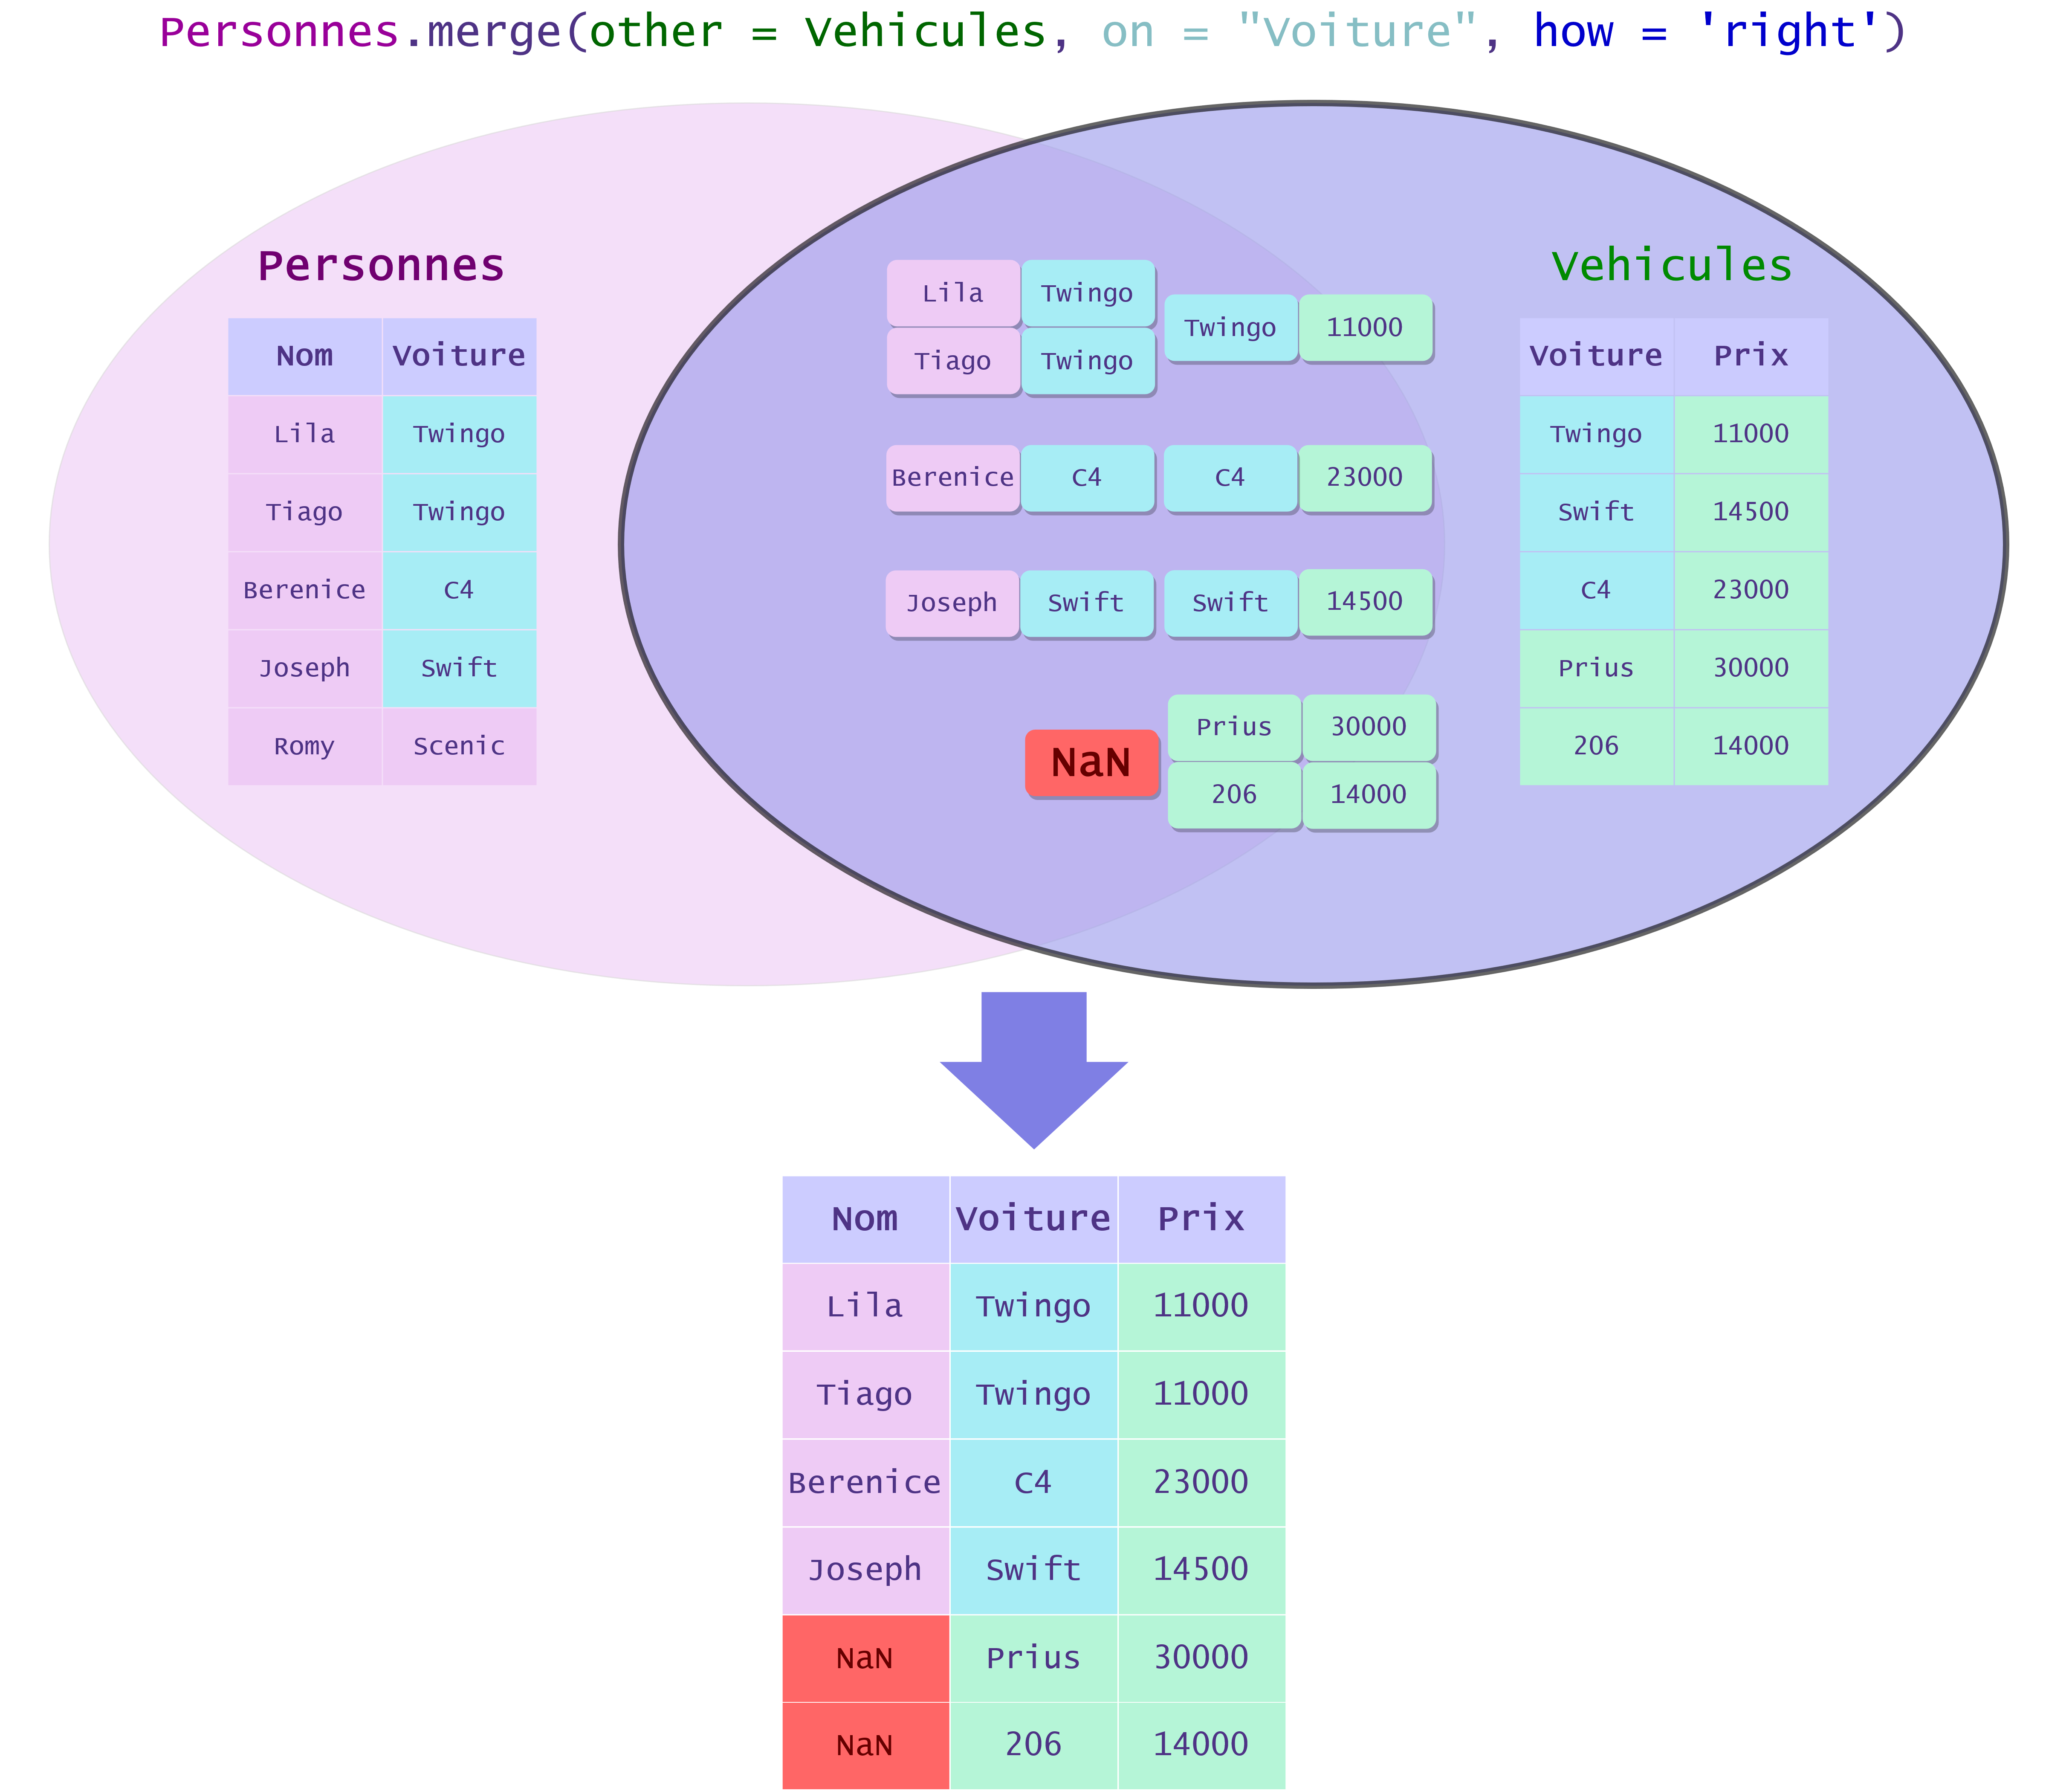 Personnes.merge(other = Vehicules, on = "Voiture", how = 'right')
Personnes
Nom Voiture
Lila Twingo
Tiago Twingo
Berenice C4
Joseph Swift
Romy Scenic
Lila Twingo
Tiago Twingo
Twingo 11000
Berenice C4 C4 23000
Joseph Swift Swift 14500
NaN
Prius 30000
206 14000
Vehicules
Voiture Prix
Twingo 11000
Swift 14500
C4 23000
Prius 30000
206 14000
Nom Voiture Prix
Lila Twingo 11000
Tiago Twingo 11000
Berenice C4 23000
Joseph Swift 14500
NaN Prius 30000
NaN 206 14000